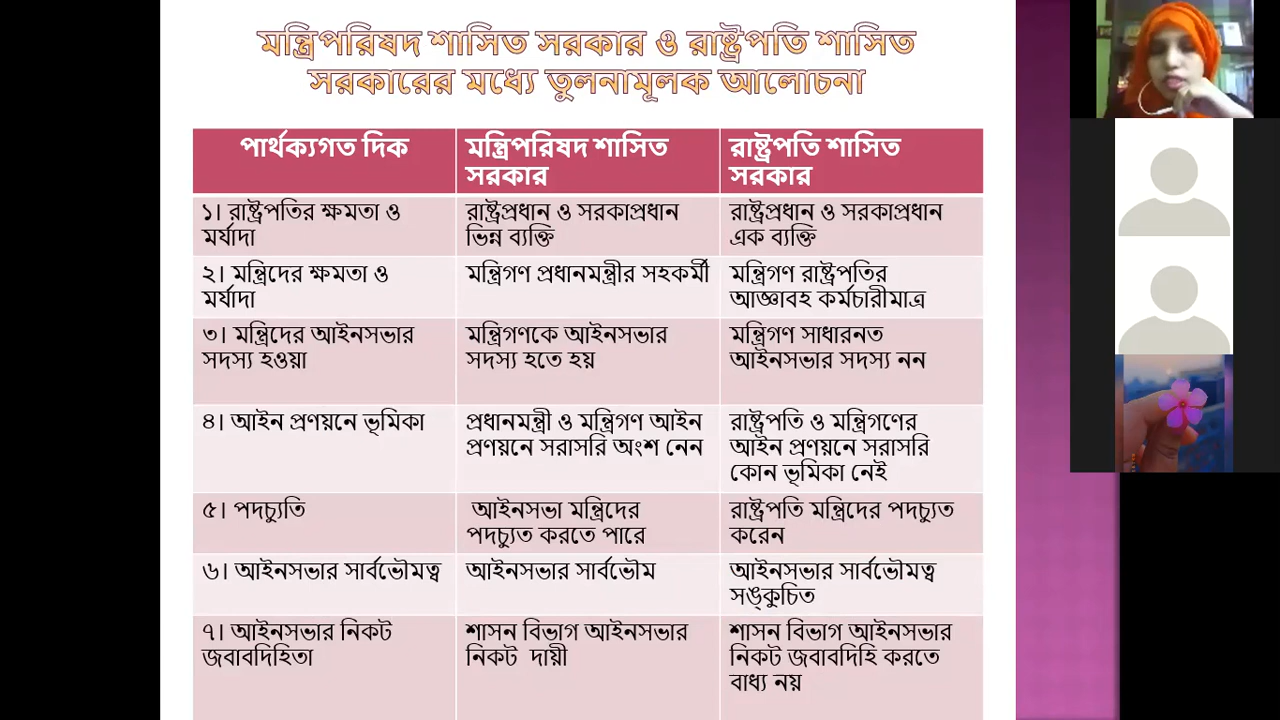 মন্ত্রিপরিষদ শাসিত সরকার ও রাষ্ট্রপতি শাসিত
সরকারের মধ্যে তুলনামূলক আলোচনা
পার্থক্যগত দিক
মন্ত্রিপরিষদ শাসিত
সরকার
রাষ্ট্রপতি শাসিত
সরকার
১। রাষ্ট্রপতির ক্ষমতা ও
মর্যাদা
রাষ্ট্রপ্রধান ও সরকাপ্রধান
ভিন্ন ব্যক্তি
রাষ্টপ্রধান ও সরকাপ্রধান
এক ব্যক্তি
২। মন্ত্রিদের ক্ষমতা ও
মর্যাদা
মন্ত্রিগণ প্রধানমন্ত্রীর সহকর্মী
মন্ত্রিগণ রাষ্ট্রপতির
আজ্ঞাবহ কর্মচারীমাত্র
৩। মন্ত্রিদের আইনসভার
সদস্য হওয়া
মন্ত্রিগণকে আইনসভার
সদস্য হতে হয়
মন্ত্রিগণ সাধারনত
আইনসভার সদস্য নন
৪। আইন প্রণয়নে ভূমিকা
প্রধানমন্ত্রী ও মন্ত্রিগণ আইন
প্রণয়নে সরাসরি অংশ নেন
রাষ্ট্রপতি ও মন্ত্রিগণের
আইন প্রণয়নে সরাসরি
কোন ভূমিকা নেই
৫। পদচ্যুতি
আইনসভা মন্ত্রিদের
পদচ্যুত করতে পারে
রাষ্ট্রপতি মন্ত্রিদের পদচ্যুত
করেন
৬। আইনসভার সার্বভৌমত্ব
আইনসভার সার্বভৌম
আইনসভার সার্বভৌমত্ব
সঙ্কুচিত
৭। আইনসভার নিকট
জবাবদিহিতা
শাসন বিভাগ আইনসভার
নিকট দায়ী
শাসন বিভাগ আইনসভার
নিকট জবাবদিহি করতে
বাধ্য নয়